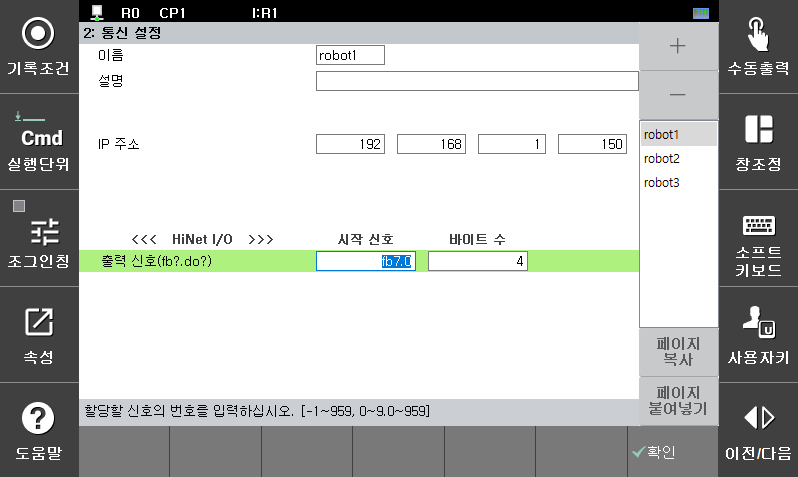 R0 CP1 I:R1
기록조건
Cmd
실행단위
조그인칭
속성
도움말
2: 통신 설정
이름 robot1
설명
IP 주소 192 168 1 150
<<< HiNet I/O >>> 시작 신호 바이트 수
출력 신호(fb?.do?) fb7.0 4
할당할 신호의 번호를 입력하십시오. [-1~959, 0~9.0~959]
+
-
robot1
robot2
robot3
페이지
복사
페이지
붙여넣기
확인
수동출력
창조정
소프트
키보드
U
사용자키
이전/다음